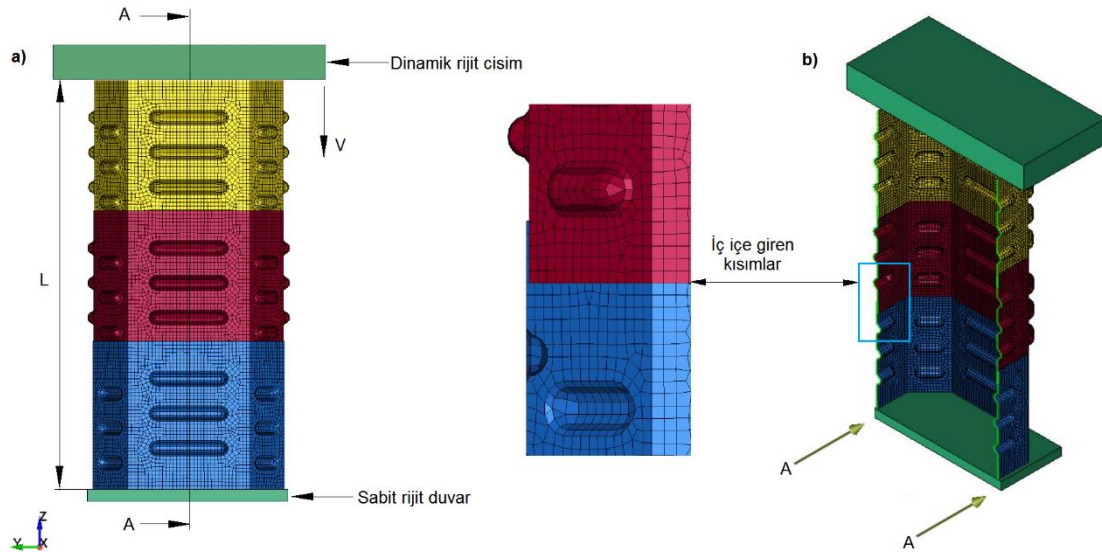 A
a)
Dinamik rijit cisim
b)
V
L
İç içe giren
kısımlar
Sabit rijit duvar
A
A
A
Z
Y
X